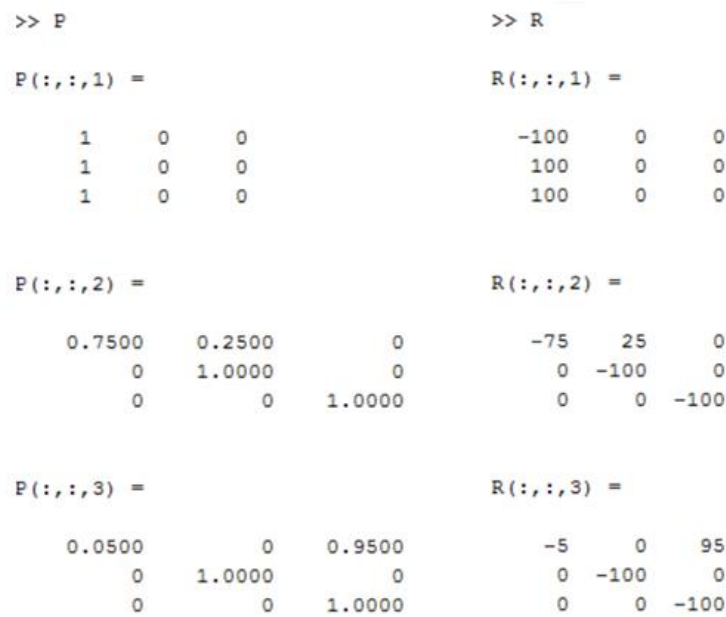 >> P >> R
P(:,:,1) = R(:,:,1) =
1 0 0 -100 0 0
1 0 0 100 0 0
1 0 0 100 0 0
P(:,:,2) = R(:,:,2) =
0.7500 0.2500 0 -75 25 0
0 1.0000 0 0 -100 0
0 0 1.0000 0 0 -100
P(:,:,3) = R(:,:,3) =
0.0500 0 0.9500 -5 0 95
0 1.0000 0 0 -100 0
0 0 1.0000 0 0 -100